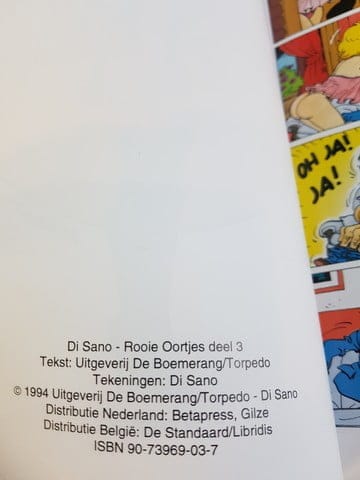 OH JA!
JA!
Di Sano - Rooie Oortjes deel 3
Tekst: Uitgeverij De Boemerang/Torpedo
Tekeningen: Di Sano
© 1994 Uitgeverij De Boemerang/Torpedo - Di Sano
Distributie Nederland: Betapress, Gilze
Distributie België: De Standaard/Libridis
ISBN 90-73969-03-7